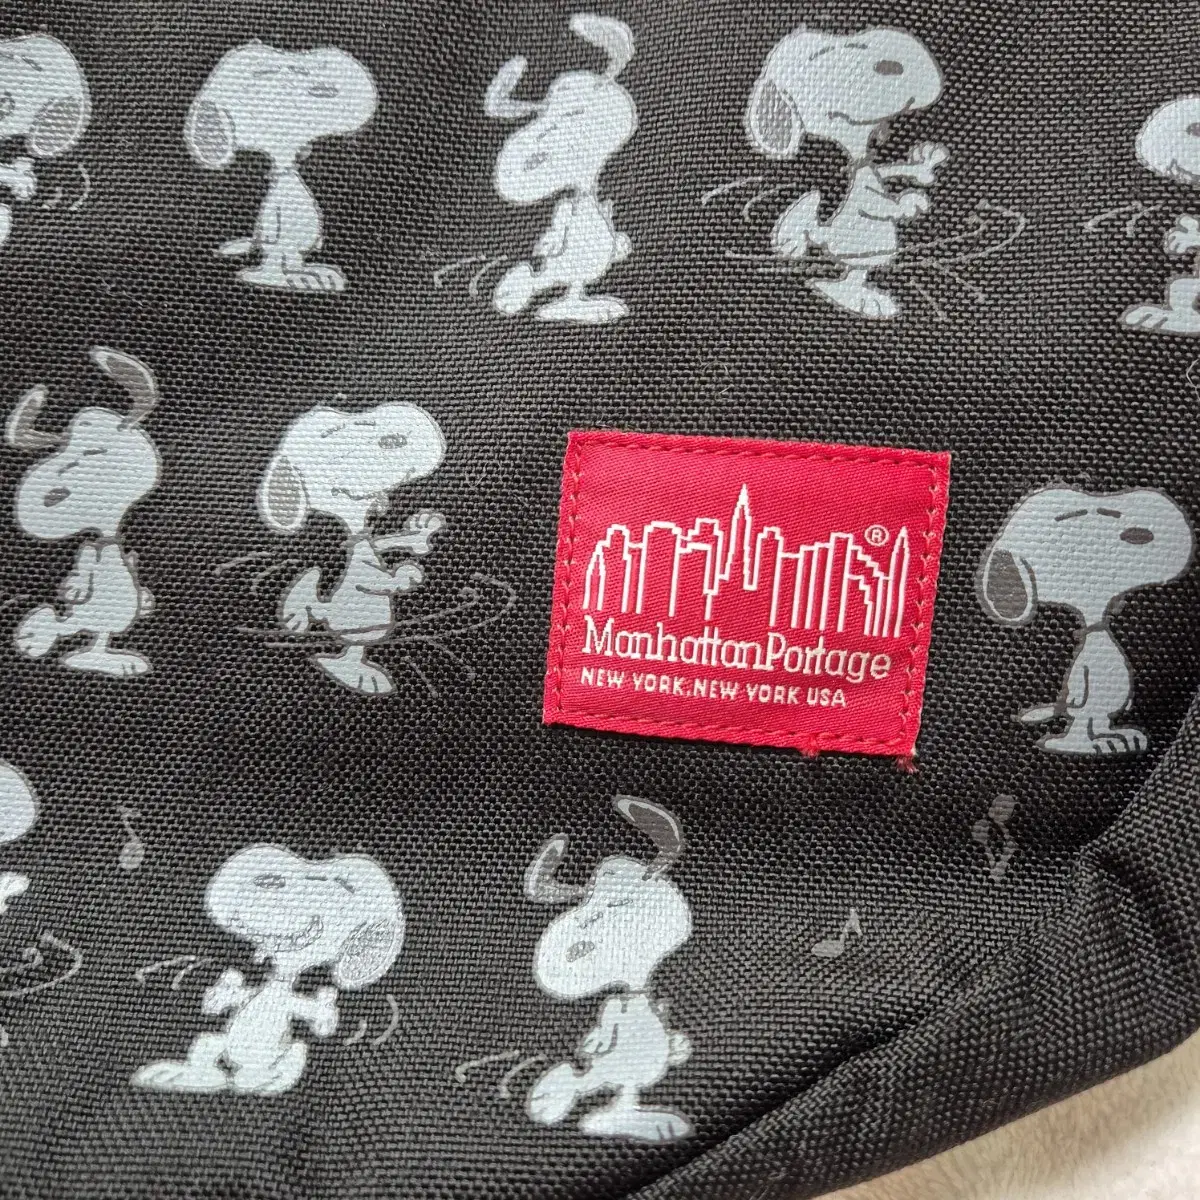 ®
ManhattanPortage
NEW YORK, NEW YORK USA